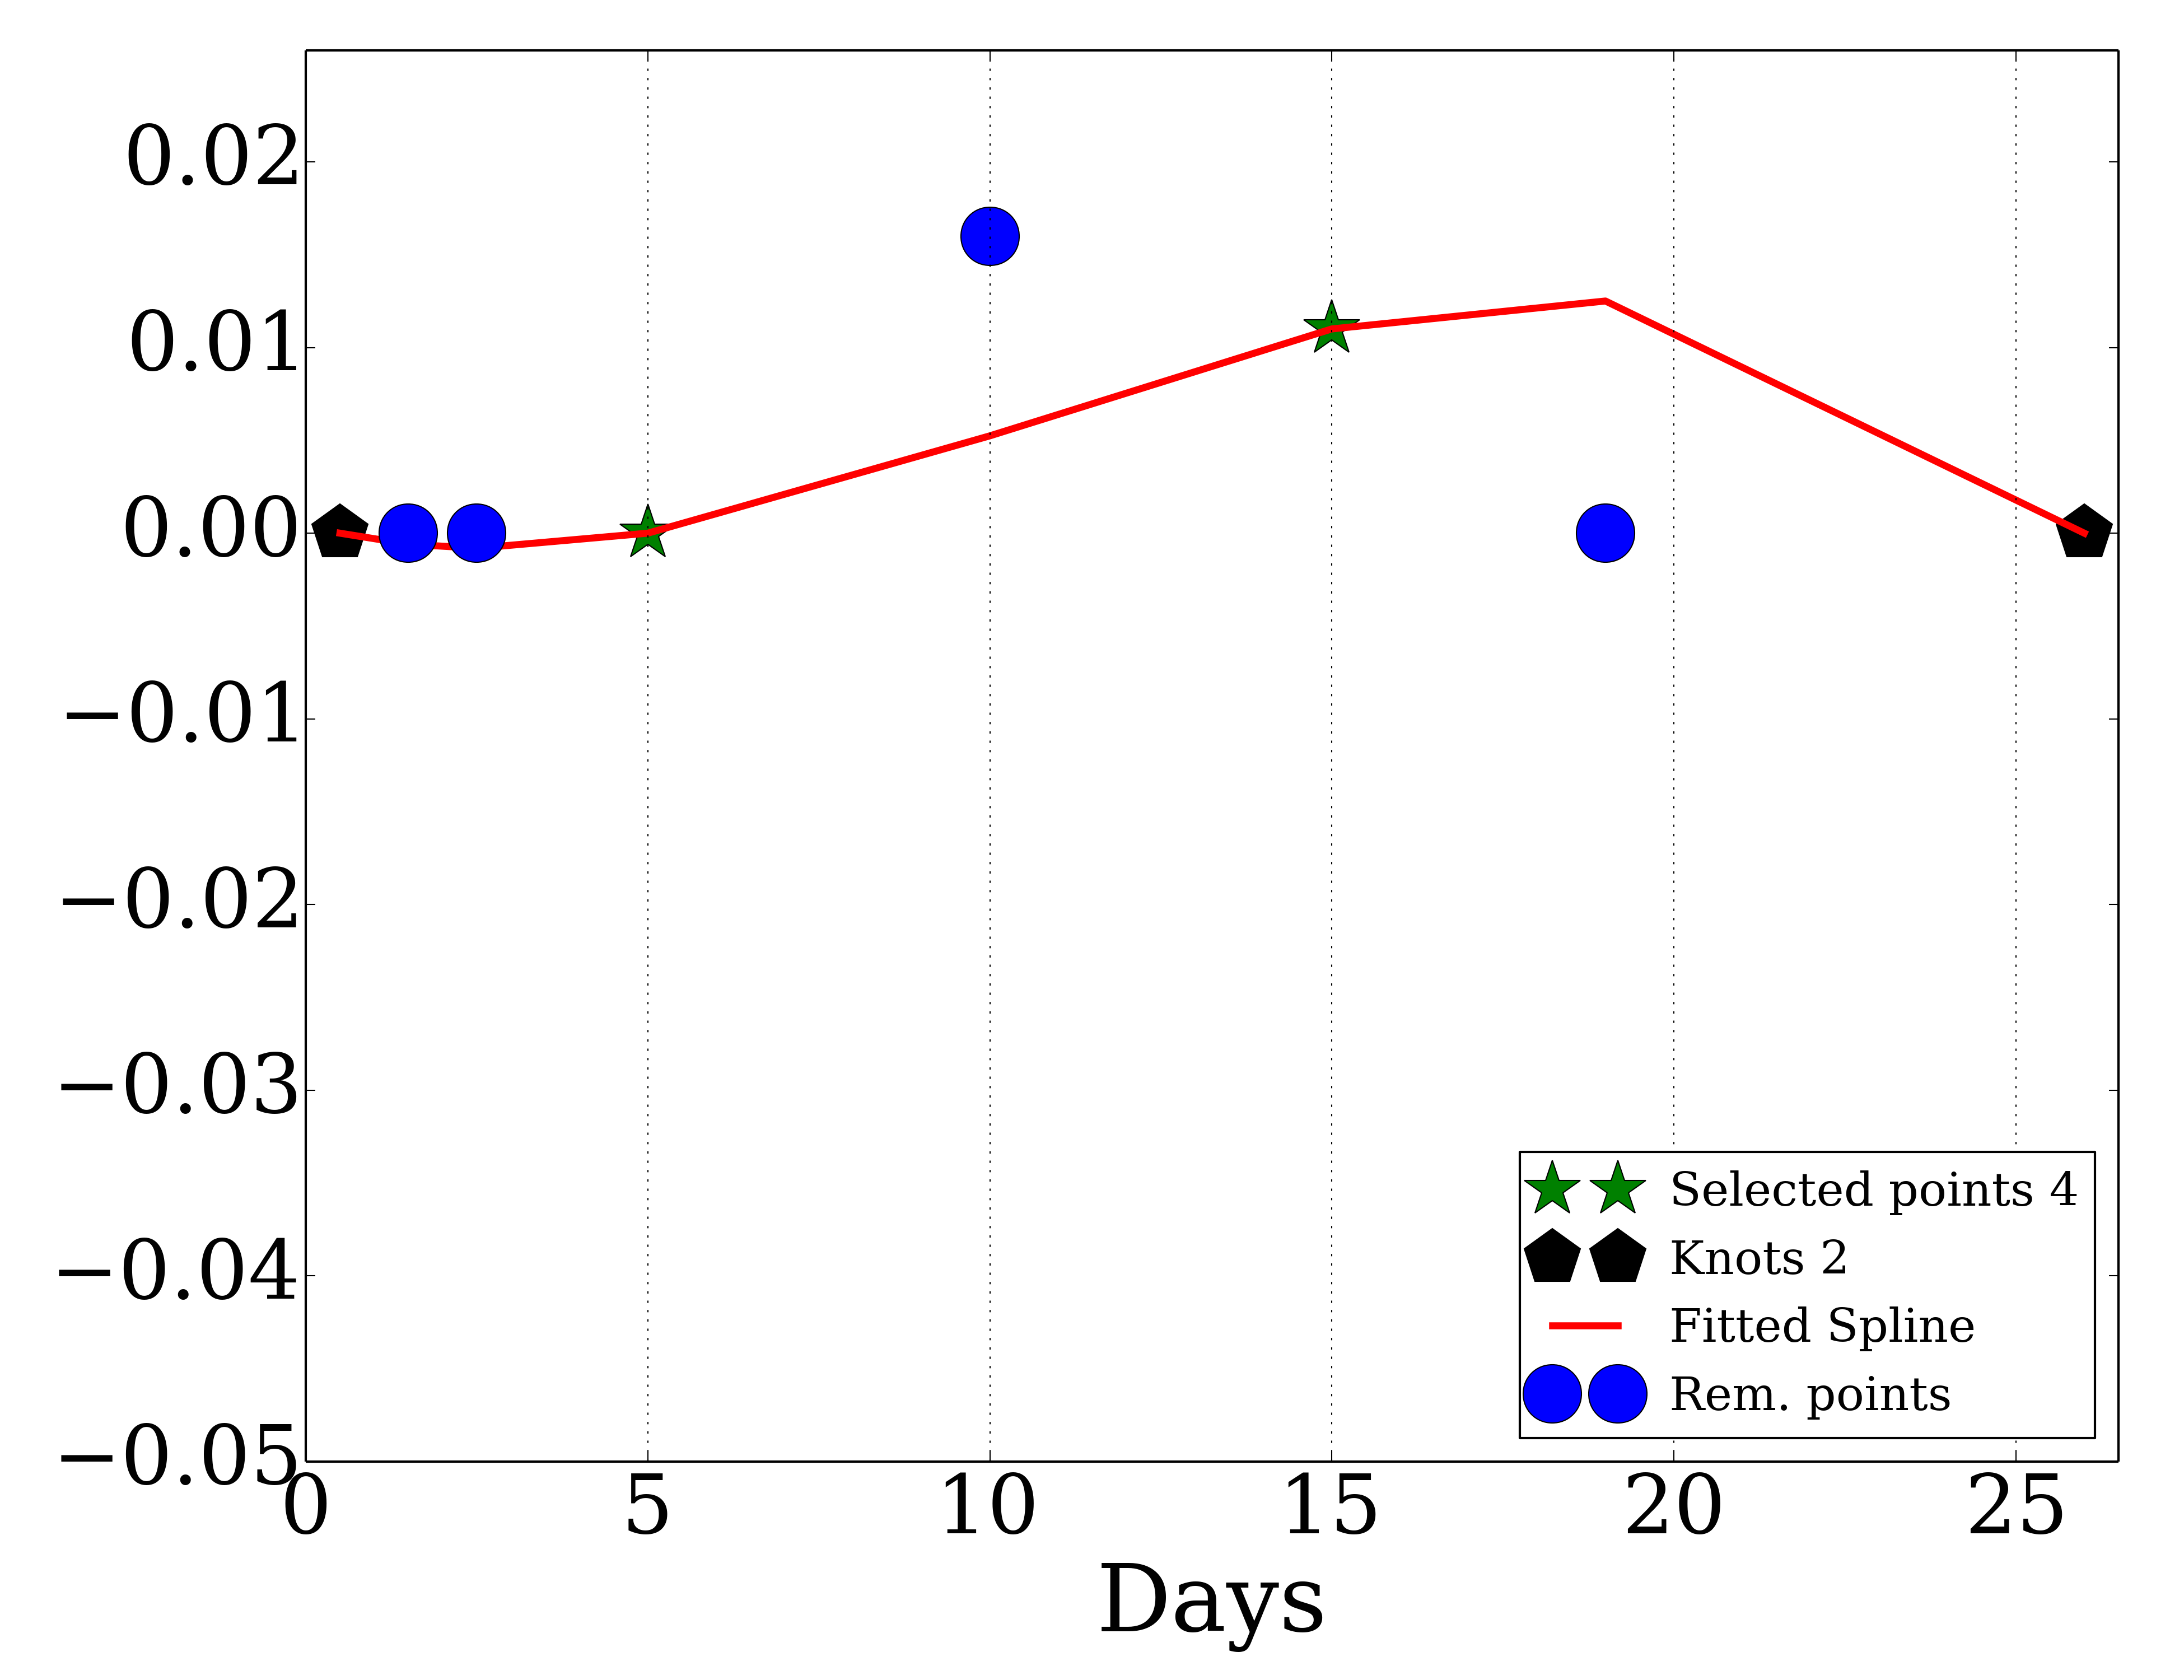 0.02
0.01
0.00
−0.01
−0.02
−0.03
−0.04
−0.05
Selected points 4
Knots 2
Fitted Spline
Rem. points
0 5 10 15 20 25
Days